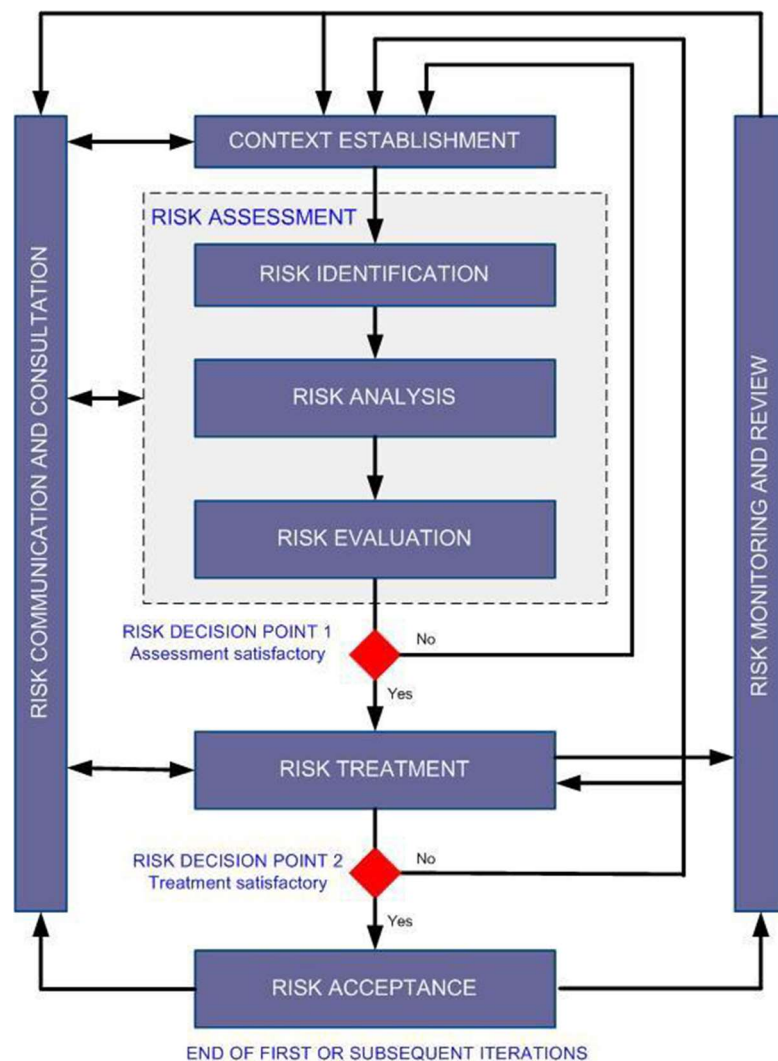 CONTEXT ESTABLISHMENT
RISK ASSESSMENT
RISK IDENTIFICATION
RISK ANALYSIS
RISK EVALUATION
RISK COMMUNICATION AND CONSULTATION
RISK MONITORING AND REVIEW
RISK DECISION POINT 1
Assessment satisfactory
No
Yes
RISK TREATMENT
RISK DECISION POINT 2
Treatment satisfactory
No
Yes
RISK ACCEPTANCE
END OF FIRST OR SUBSEQUENT ITERATIONS